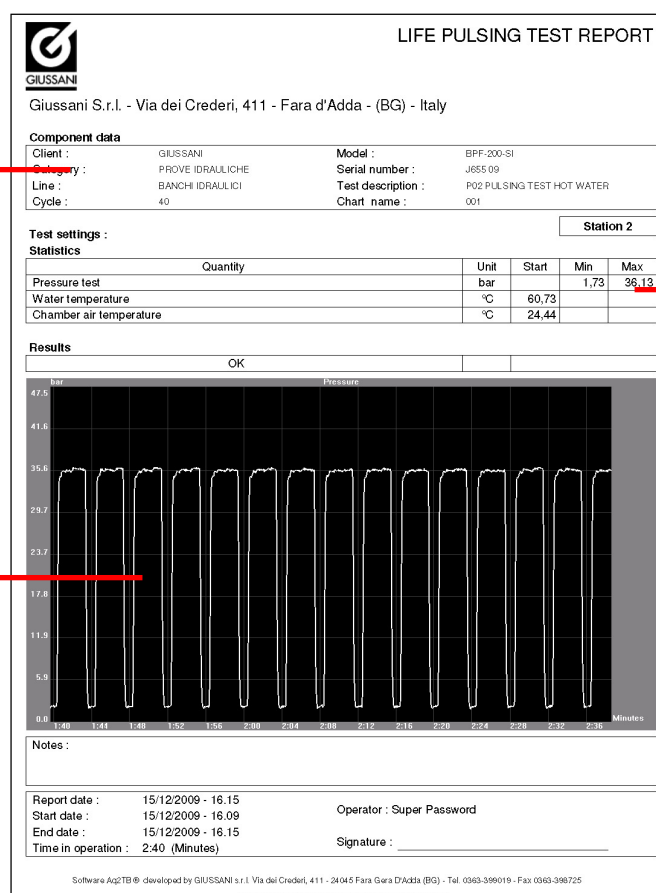 LIFE PULSING TEST REPORT
GIUSSANI
Giussani S.r.l. - Via dei Crederi, 411 - Fara d'Adda - (BG) - Italy
Component data
Client : GIUSSANI Model : BPF-200-SI
Category : PROVE IDRAULICHE Serial number : J655 09
Line : BANCHI IDRAULICI Test description : P02 PULSING TEST HOT WATER
Cycle : 40 Chart name : 001
Station 2
Test settings :
Statistics
Quantity Unit Start Min Max
Pressure test bar 1,73 36,13
Water temperature °C 60,73
Chamber air temperature °C 24,44
Results
OK
bar Pressure
47.5
41.6
35.6
29.7
23.7
17.8
11.9
5.9
0.0 Minutes
1:40 1:44 1:48 1:52 1:56 2:00 2:04 2:08 2:12 2:16 2:20 2:24 2:28 2:32 2:36
Notes :
Report date : 15/12/2009 - 16.15
Start date : 15/12/2009 - 16.09 Operator : Super Password
End date : 15/12/2009 - 16.15
Time in operation : 2:40 (Minutes) Signature :
Software Aq2TB ® developed by GIUSSANI s.r.l. Via dei Crederi, 411 - 24045 Fara Gera D'Adda (BG) - Tel. 0363-399019 - Fax 0363-398725